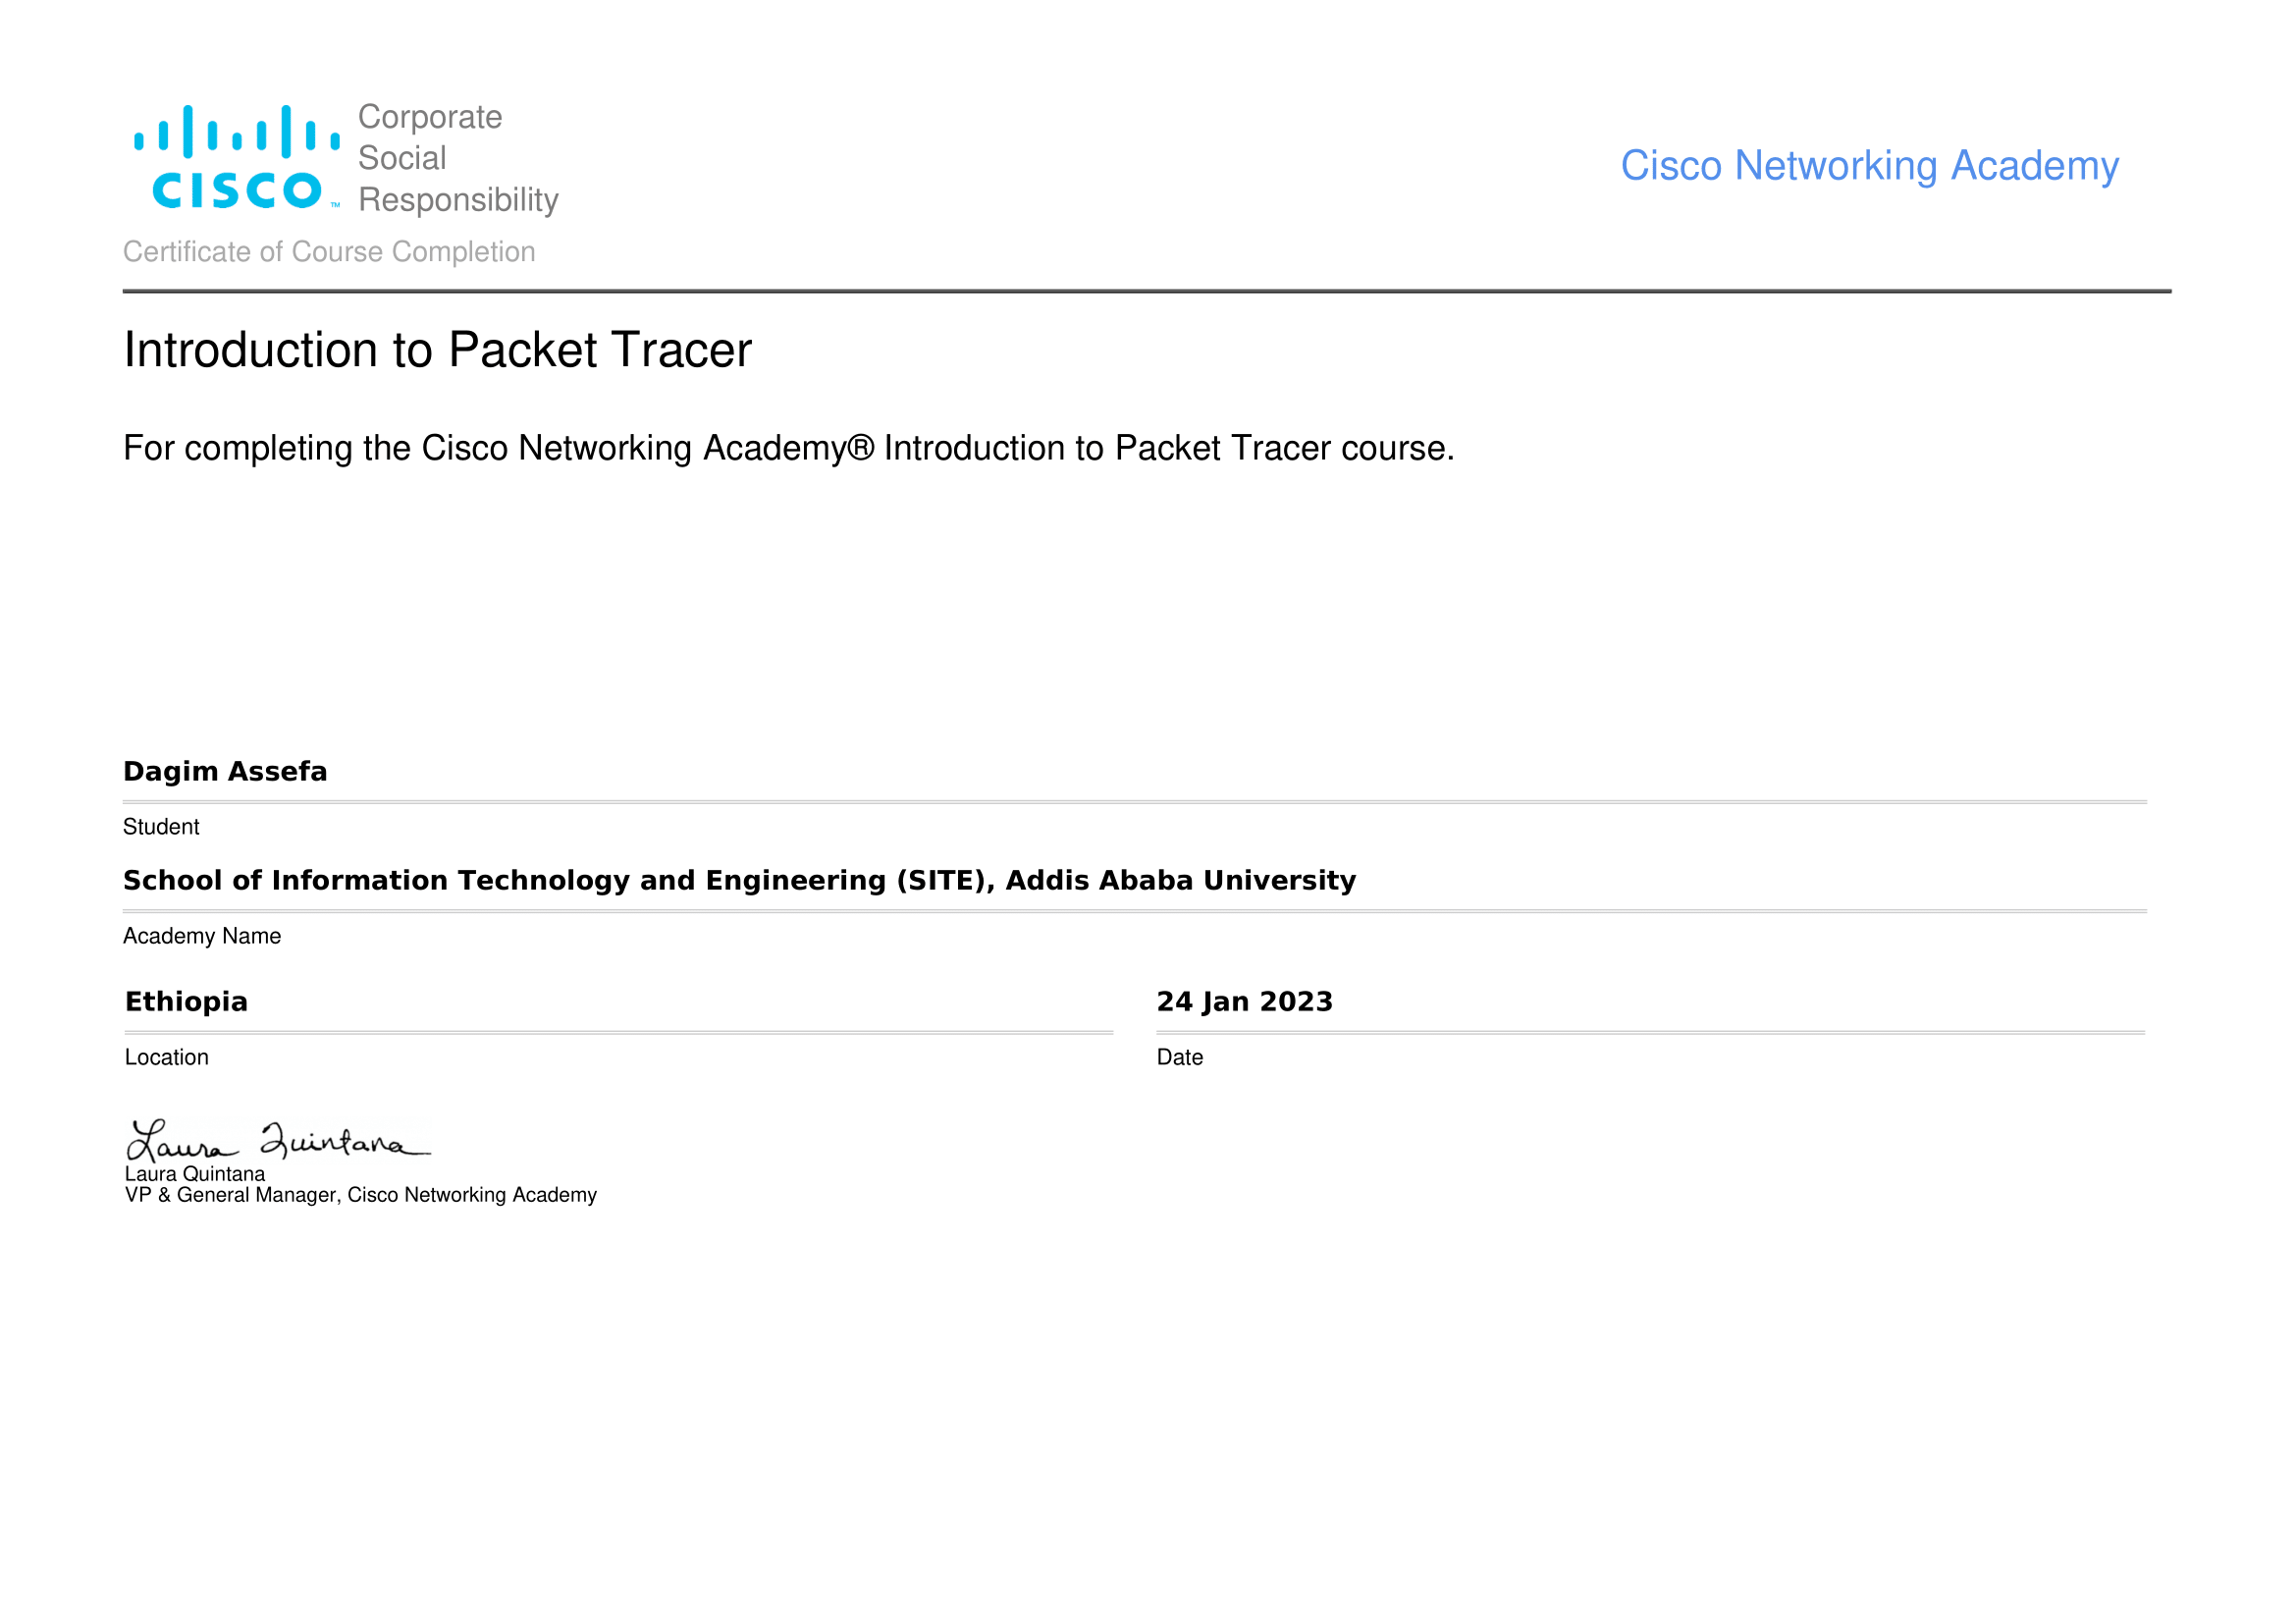 Corporate
Social
Responsibility
CISCO™
Cisco Networking Academy
Certificate of Course Completion
Introduction to Packet Tracer
For completing the Cisco Networking Academy® Introduction to Packet Tracer course.
Dagim Assefa
Student
School of Information Technology and Engineering (SITE), Addis Ababa University
Academy Name
Ethiopia
24 Jan 2023
Location
Date
Laura Quintana
Laura Quintana
VP & General Manager, Cisco Networking Academy